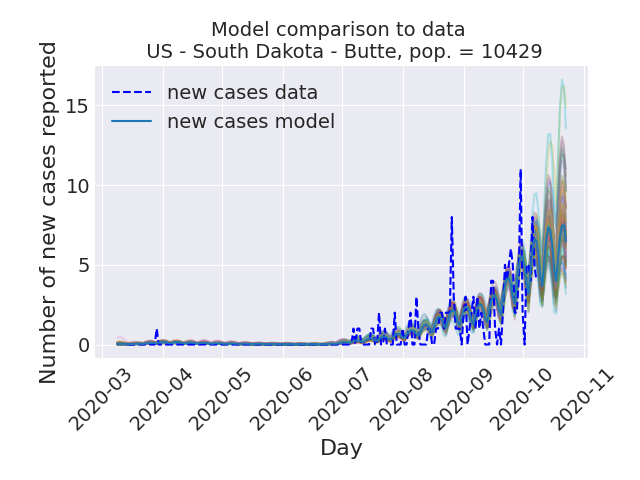 Model comparison to data
US - South Dakota - Butte, pop. = 10429
Number of new cases reported
15
10
5
0
new cases data
new cases model
2020-03
2020-04
2020-05
2020-06
2020-07
2020-08
2020-09
2020-10
2020-11
Day